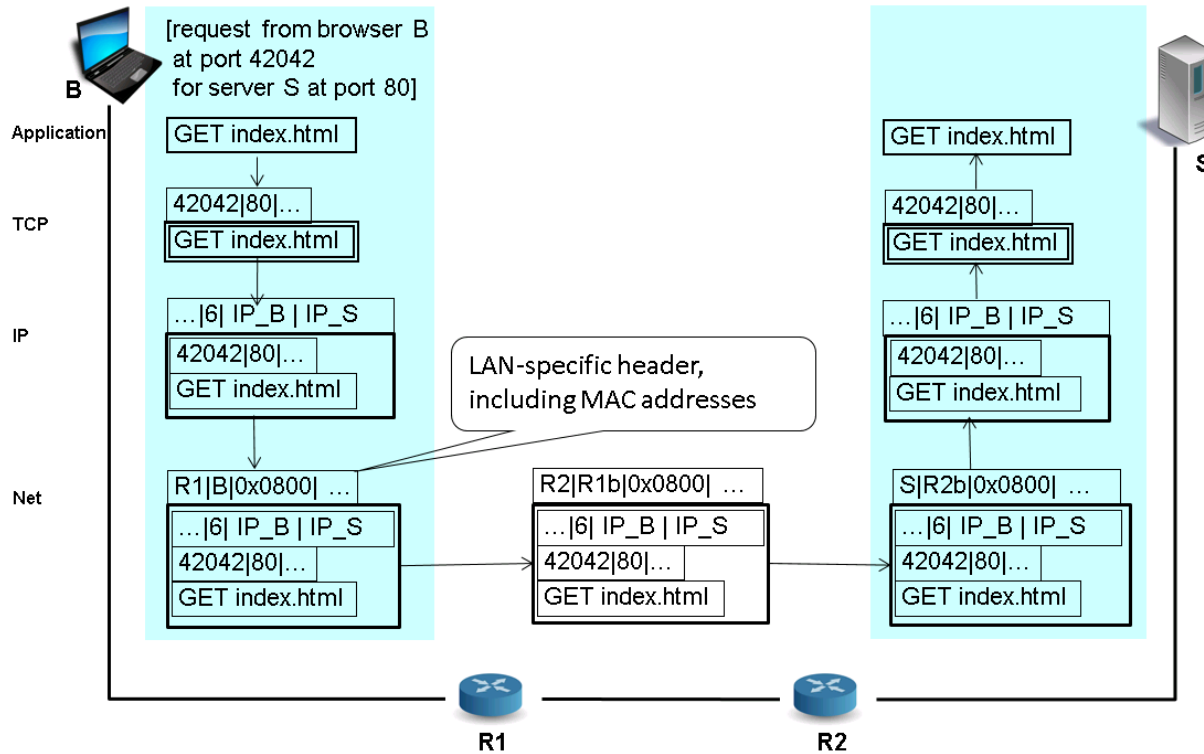 [request from browser B
at port 42042
for server S at port 80]
B
S
Application
GET index.html
GET index.html
TCP
42042|80|...
GET index.html
42042|80|...
GET index.html
IP
...|6| IP_B | IP_S
42042|80|...
GET index.html
...|6| IP_B | IP_S
42042|80|...
GET index.html
LAN-specific header,
including MAC addresses
Net
R1|B|0x0800| ...
...|6| IP_B | IP_S
42042|80|...
GET index.html
R2|R1b|0x0800| ...
...|6| IP_B | IP_S
42042|80|...
GET index.html
S|R2b|0x0800| ...
...|6| IP_B | IP_S
42042|80|...
GET index.html
R1
R2